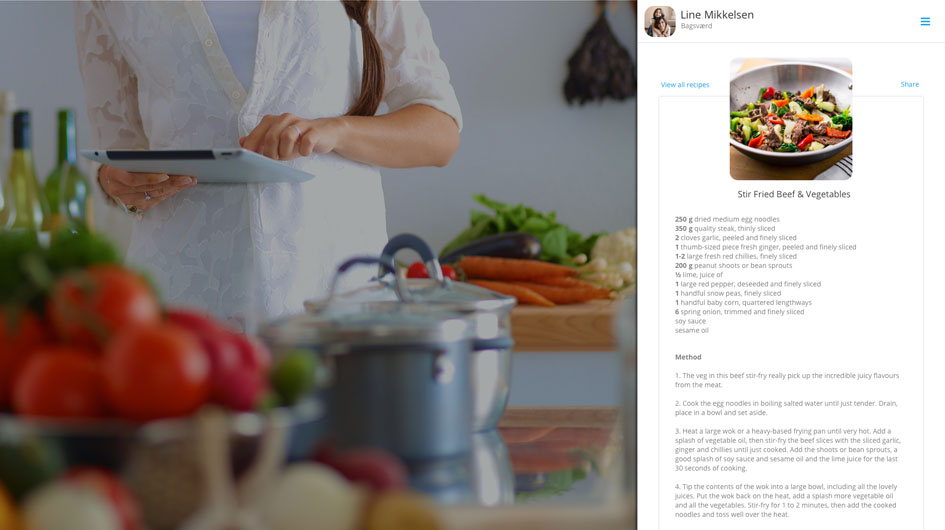 Line Mikkelsen
Bagsværd
View all recipes
Share
Stir Fried Beef & Vegetables
250 g dried medium egg noodles
350 g quality steak, thinly sliced
2 cloves garlic, peeled and finely sliced
1 thumb-sized piece fresh ginger, peeled and finely sliced
1-2 large fresh red chillies, finely sliced
200 g peanut shoots or bean sprouts
½ lime, juice of
1 large red pepper, deseeded and finely sliced
1 handful snow peas, finely sliced
1 handful baby corn, quartered lengthways
6 spring onion, trimmed and finely sliced
soy sauce
sesame oil
Method
1. The veg in this beef stir-fry really pick up the incredible juicy flavours
from the meat.
2. Cook the egg noodles in boiling salted water until just tender. Drain,
place in a bowl and set aside.
3. Heat a large wok or a heavy-based frying pan until very hot. Add a
splash of vegetable oil, then stir-fry the beef slices with the sliced garlic,
ginger and chillies until just cooked. Add the shoots or bean sprouts, a
good splash of soy sauce and sesame oil and the lime juice for the last
30 seconds of cooking.
4. Tip the contents of the wok into a large bowl, including all the lovely
juices. Put the wok back on the heat, add a splash more vegetable oil
and all the vegetables. Stir-fry for 1 to 2 minutes, then add the cooked
noodles and toss well over the heat.